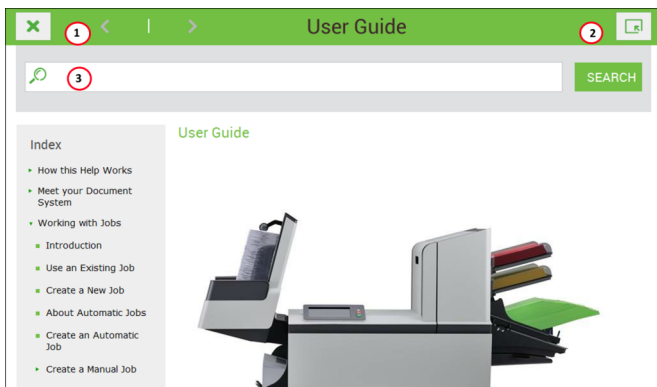 1
User Guide
2
3
SEARCH
Index
How this Help Works
Meet your Document
System
Working with Jobs
Introduction
Use an Existing Job
Create a New Job
About Automatic Jobs
Create an Automatic
Job
Create a Manual Job
User Guide